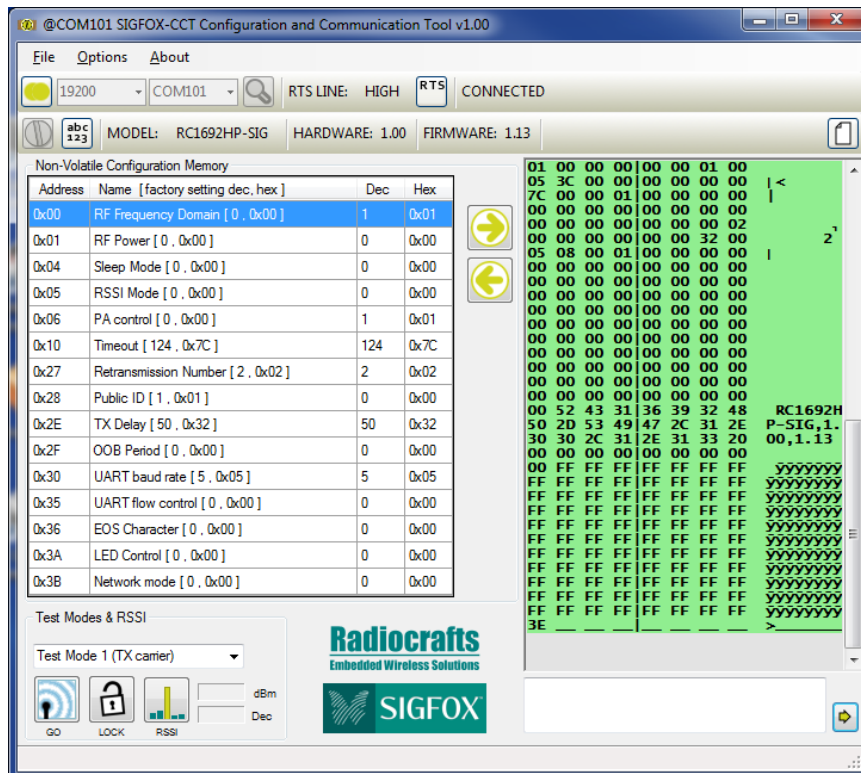 @COM101 SIGFOX-CCT Configuration and Communication Tool v1.00
File Options About
19200 COM101 RTS LINE: HIGH RTS CONNECTED
abc 123 MODEL: RC1692HP-SIG HARDWARE: 1.00 FIRMWARE: 1.13
Non-Volatile Configuration Memory
Address Name [factory setting dec, hex ] Dec Hex
0x00 RF Frequency Domain [ 0 , 0x00 ] 1 0x01
0x01 RF Power [ 0 , 0x00 ] 0 0x00
0x04 Sleep Mode [ 0 , 0x00 ] 0 0x00
0x05 RSSI Mode [ 0 , 0x00 ] 0 0x00
0x06 PA control [ 0 , 0x00 ] 1 0x01
0x10 Timeout [ 124 , 0x7C ] 124 0x7C
0x27 Retransmission Number [ 2 , 0x02 ] 2 0x02
0x28 Public ID [ 1 , 0x01 ] 0 0x00
0x2E TX Delay [ 50 , 0x32 ] 50 0x32
0x2F OOB Period [ 0 , 0x00 ] 0 0x00
0x30 UART baud rate [ 5 , 0x05 ] 5 0x05
0x35 UART flow control [ 0 , 0x00 ] 0 0x00
0x36 EOS Character [ 0 , 0x00 ] 0 0x00
0x3A LED Control [ 0 , 0x00 ] 0 0x00
0x3B Network mode [ 0 , 0x00 ] 0 0x00
01 00 00 00|00 00 01 00
05 3C 00 00|00 00 00 00 |<
7C 00 00 01|00 00 00 00 |
00 00 00 00|00 00 00 00
00 00 00 00|00 00 00 02
00 00 00 00|00 00 32 00 2
05 08 00 01|00 00 00 00 |
00 00 00 00|00 00 00 00
00 00 00 00|00 00 00 00
00 00 00 00|00 00 00 00
00 00 00 00|00 00 00 00
00 00 00 00|00 00 00 00
00 00 00 00|00 00 00 00
00 00 00 00|00 00 00 00
00 00 00 00|00 00 00 00
00 00 00 00|00 00 00 00
00 00 00 00|00 00 00 00
00 52 43 31|36 39 32 48 RC1692H
50 2D 53 49|47 2C 31 2E P-SIG,1.
30 30 2C 31|2E 31 33 20 00,1.13
00 00 00 00|00 00 00 00
00 FF FF FF|FF FF FF FF ÿÿÿÿÿÿÿ
FF FF FF FF|FF FF FF FF ÿÿÿÿÿÿÿÿ
FF FF FF FF|FF FF FF FF ÿÿÿÿÿÿÿÿ
FF FF FF FF|FF FF FF FF ÿÿÿÿÿÿÿÿ
FF FF FF FF|FF FF FF FF ÿÿÿÿÿÿÿÿ
FF FF FF FF|FF FF FF FF ÿÿÿÿÿÿÿÿ
FF FF FF FF|FF FF FF FF ÿÿÿÿÿÿÿÿ
FF FF FF FF|FF FF FF FF ÿÿÿÿÿÿÿÿ
FF FF FF FF|FF FF FF FF ÿÿÿÿÿÿÿÿ
FF FF FF FF|FF FF FF FF ÿÿÿÿÿÿÿÿ
FF FF FF FF|FF FF FF FF ÿÿÿÿÿÿÿÿ
3E __ __ __|__ __ __ __ >_______
Test Modes & RSSI
Test Mode 1 (TX carrier)
dBm
Dec
GO LOCK RSSI
Radiocrafts
Embedded Wireless Solutions
SIGFOX